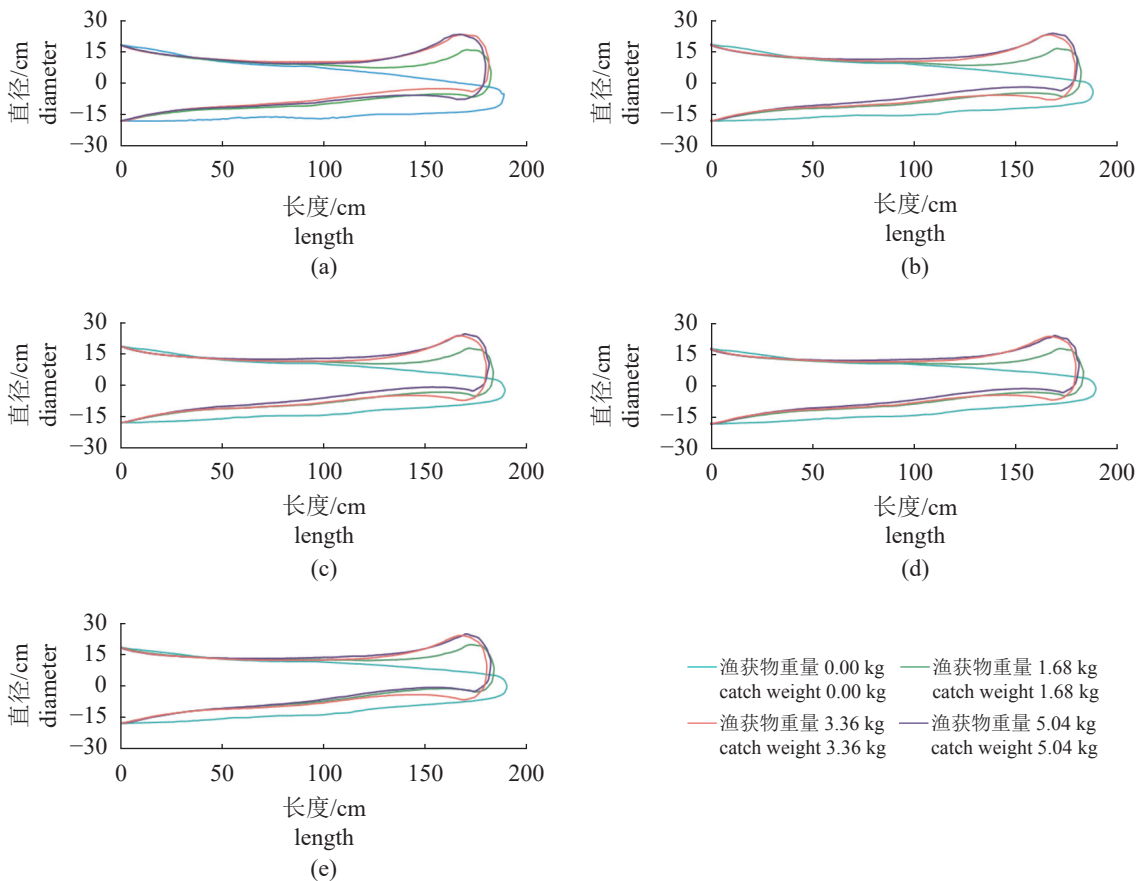 30
15
0
−15
−30
直径/cm
diameter
0 50 100 150 200
长度/cm
length
(a)
30
15
0
−15
−30
直径/cm
diameter
0 50 100 150 200
长度/cm
length
(b)
30
15
0
−15
−30
直径/cm
diameter
0 50 100 150 200
长度/cm
length
(c)
30
15
0
−15
−30
直径/cm
diameter
0 50 100 150 200
长度/cm
length
(d)
30
15
0
−15
−30
直径/cm
diameter
0 50 100 150 200
长度/cm
length
(e)
渔获物重量 0.00 kg
catch weight 0.00 kg
渔获物重量 1.68 kg
catch weight 1.68 kg
渔获物重量 3.36 kg
catch weight 3.36 kg
渔获物重量 5.04 kg
catch weight 5.04 kg